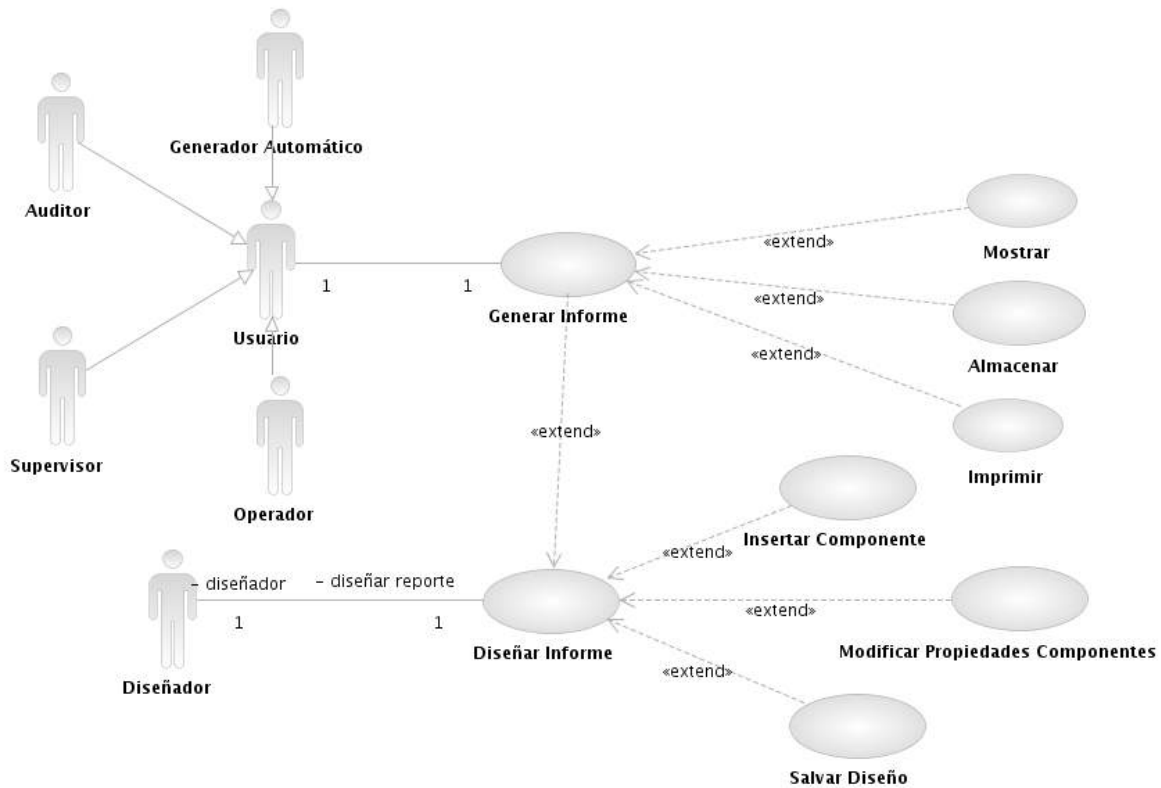 Generador Automático
Auditor
Mostrar
«extend»
Usuario
1
1
Generar Informe
«extend»
Almacenar
«extend»
Supervisor
«extend»
Imprimir
Operador
Insertar Componente
«extend»
- diseñador
- diseñar reporte
1
1
«extend»
Diseñador
Diseñar Informe
Modificar Propiedades Componentes
«extend»
Salvar Diseño